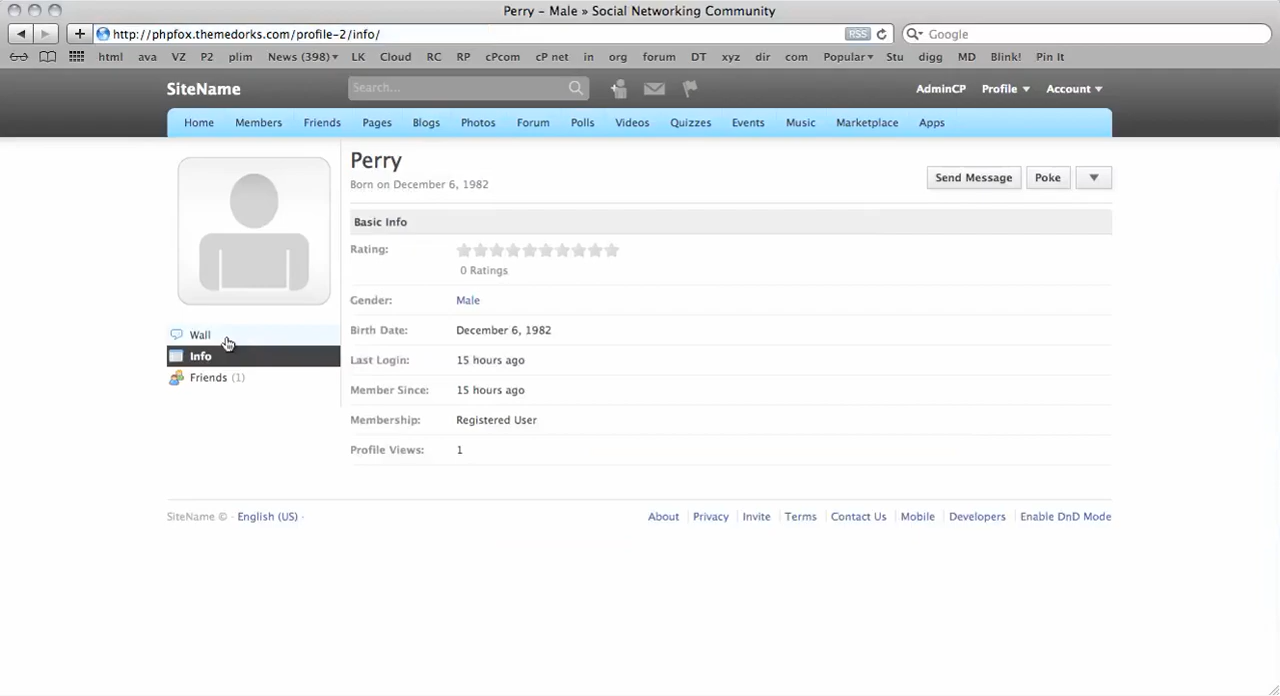 Perry – Male » Social Networking Community
http://phpfox.themedorks.com/profile-2/info/ RSS Google
html ava VZ P2 plim News (398)▾ LK Cloud RC RP cPcom cP net in org forum DT xyz dir com Popular▾ Stu digg MD Blink! Pin It
SiteName Search... AdminCP Profile ▼ Account ▼
Home Members Friends Pages Blogs Photos Forum Polls Videos Quizzes Events Music Marketplace Apps
Perry
Born on December 6, 1982
Send Message Poke ▼
Basic Info
Rating:
0 Ratings
Gender: Male
Wall
Birth Date: December 6, 1982
Info
Last Login: 15 hours ago
Friends (1)
Member Since: 15 hours ago
Membership: Registered User
Profile Views: 1
SiteName © · English (US) · About Privacy Invite Terms Contact Us Mobile Developers Enable DnD Mode